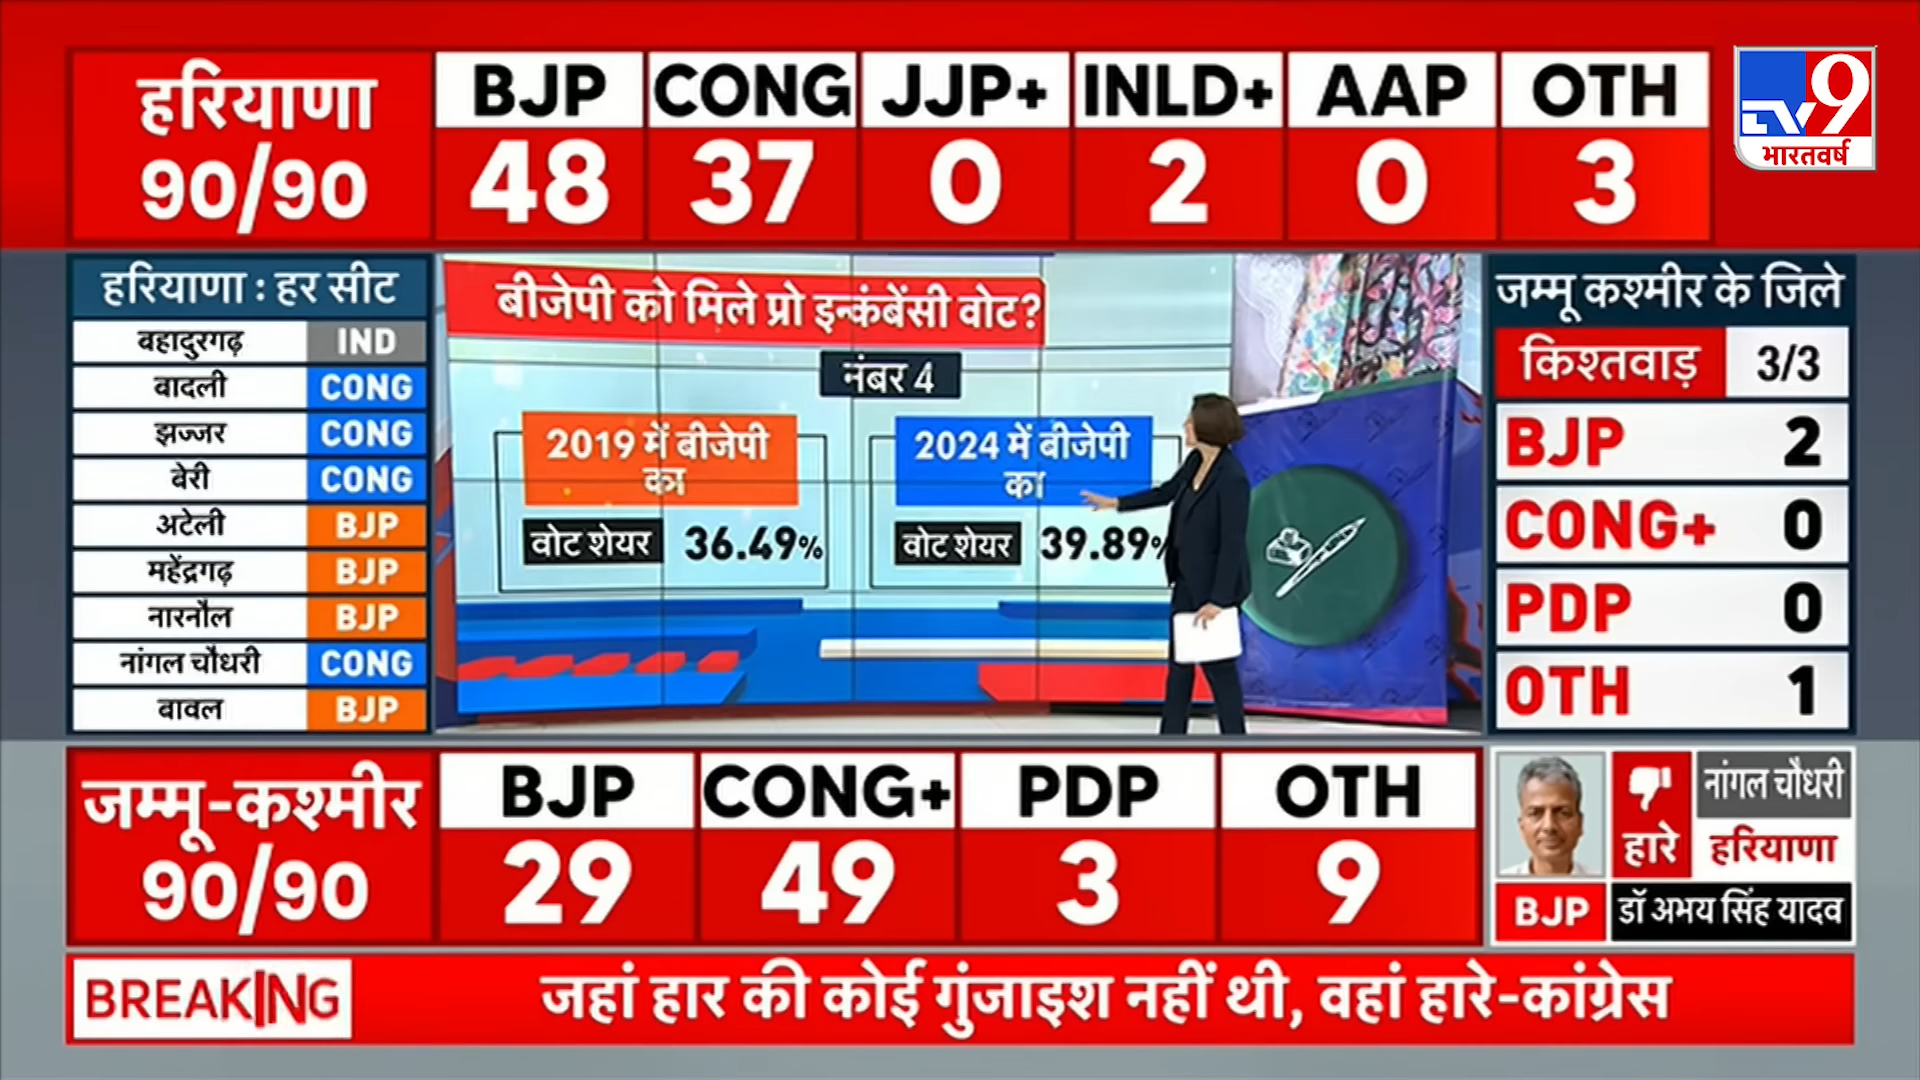 हरियाणा
90/90
BJP CONG JJP+ INLD+ AAP OTH
48 37 0 2 0 3
TV9
भारतवर्ष
हरियाणा : हर सीट
बहादुरगढ़ IND
बादली CONG
झज्जर CONG
बेरी CONG
अटेली BJP
महेंद्रगढ़ BJP
नारनौल BJP
नांगल चौधरी CONG
बावल BJP
बीजेपी को मिले प्रो इन्कंबेंसी वोट?
नंबर 4
2019 में बीजेपी
का
वोट शेयर 36.49%
2024 में बीजेपी
का
वोट शेयर 39.89%
जम्मू कश्मीर के जिले
किश्तवाड़ 3/3
BJP 2
CONG+ 0
PDP 0
OTH 1
जम्मू-कश्मीर
90/90
BJP CONG+ PDP OTH
29 49 3 9
हारे
नांगल चौधरी
हरियाणा
BJP डॉ अभय सिंह यादव
BREAKING
जहां हार की कोई गुंजाइश नहीं थी, वहां हारे-कांग्रेस